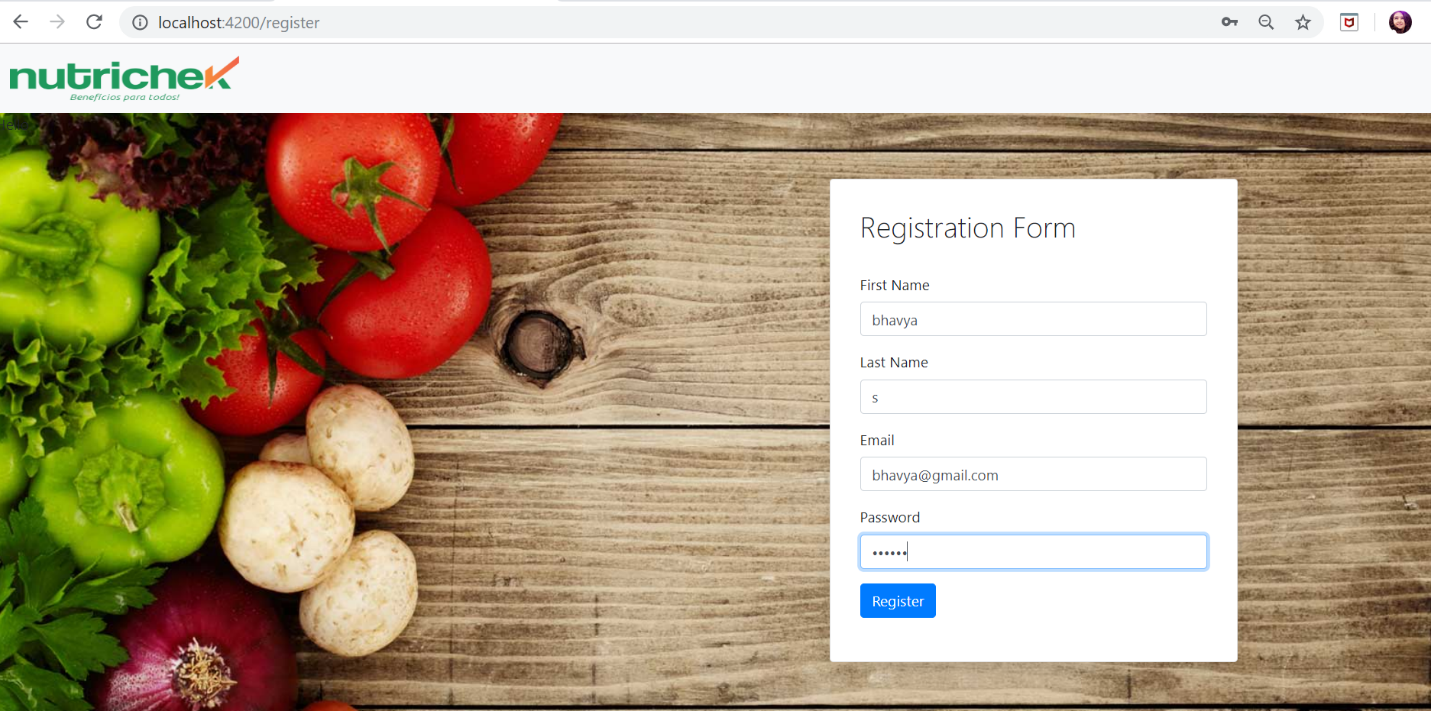 localhost:4200/register
nutrichek
Benefícios para todos!
Registration Form
First Name
bhavya
Last Name
s
Email
bhavya@gmail.com
Password
••••••
Register